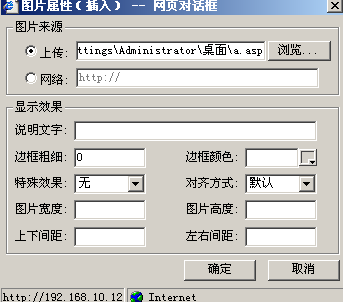 图片属性(插入) -- 网页对话框
图片来源
上传: ttings\Administrator\桌面\a.asp 浏览...
网络: http://
显示效果
说明文字:
边框粗细: 0 边框颜色:
特殊效果: 无 对齐方式: 默认
图片宽度: 图片高度:
上下间距: 左右间距:
确定 取消
http://192.168.10.12 Internet